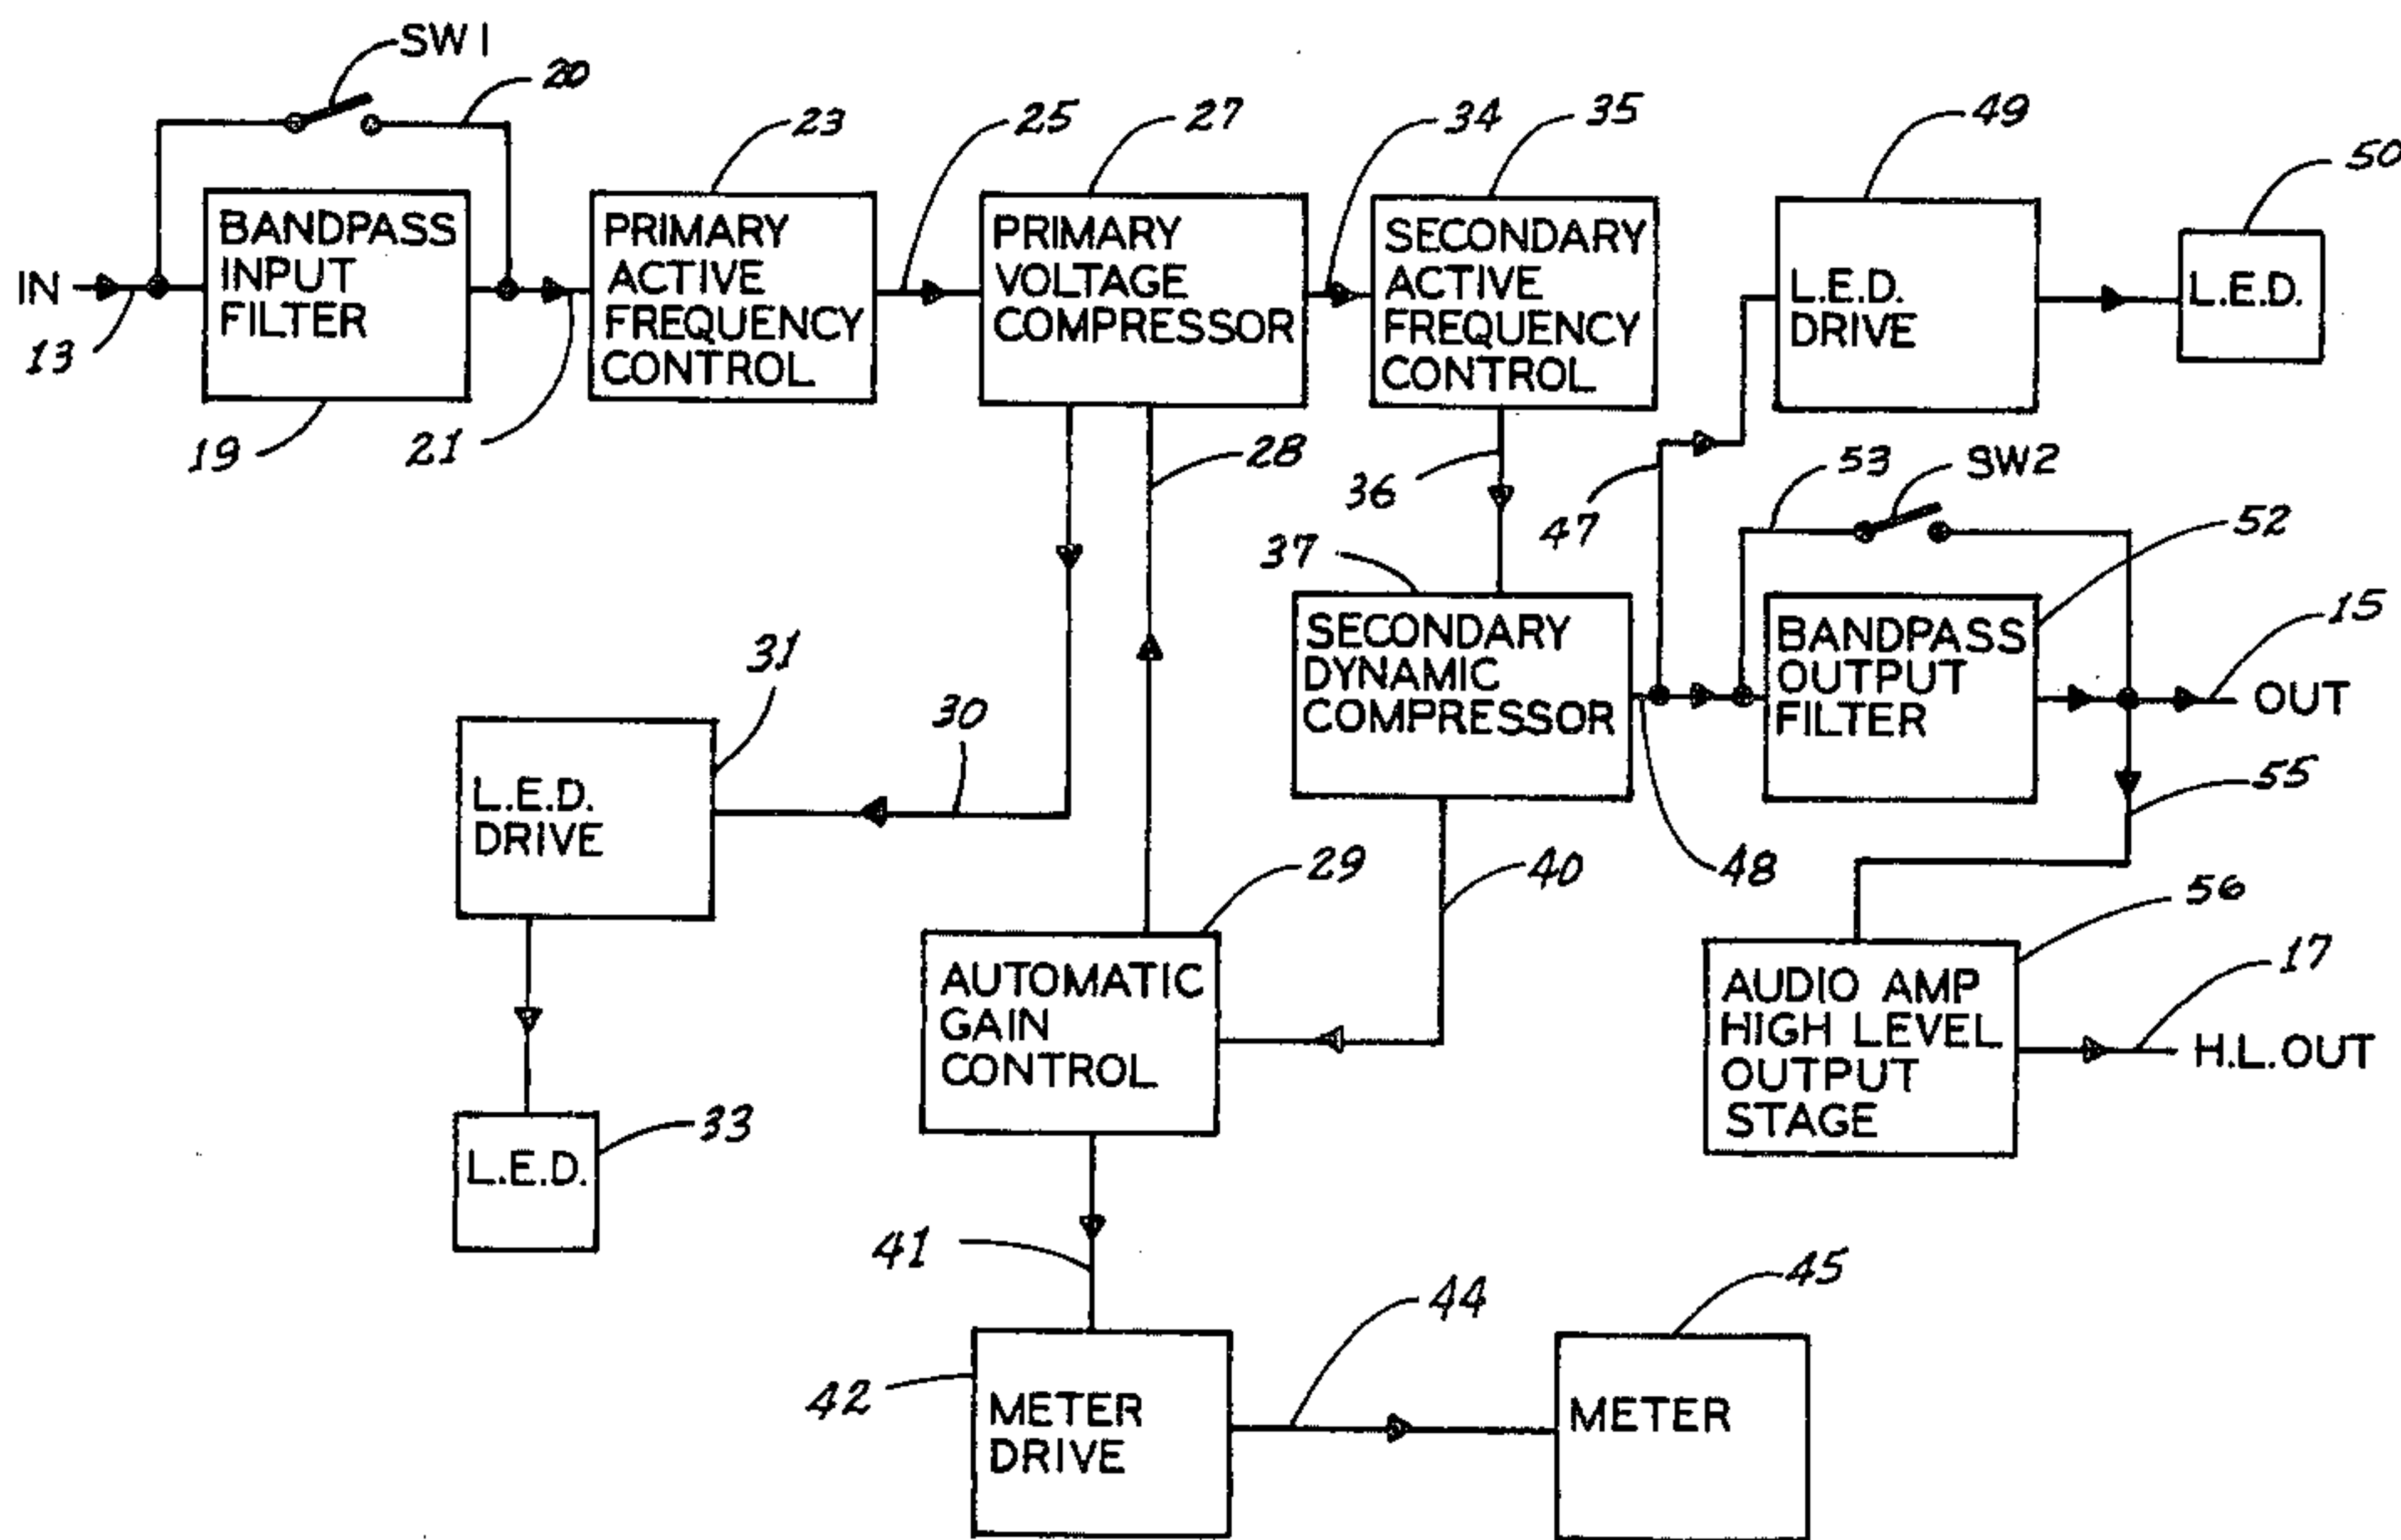 SW 1
20
23
25
27
34
35
49
50
IN
13
BANDPASS
INPUT
FILTER
19
21
PRIMARY
ACTIVE
FREQUENCY
CONTROL
PRIMARY
VOLTAGE
COMPRESSOR
28
SECONDARY
ACTIVE
FREQUENCY
CONTROL
36
L.E.D.
DRIVE
L.E.D.
47
53
SW2
52
37
SECONDARY
DYNAMIC
COMPRESSOR
BANDPASS
OUTPUT
FILTER
15
OUT
31
30
L.E.D.
DRIVE
40
48
55
29
56
AUTOMATIC
GAIN
CONTROL
AUDIO AMP
HIGH LEVEL
OUTPUT
STAGE
17
H.L.OUT
33
L.E.D.
41
44
45
42
METER
DRIVE
METER